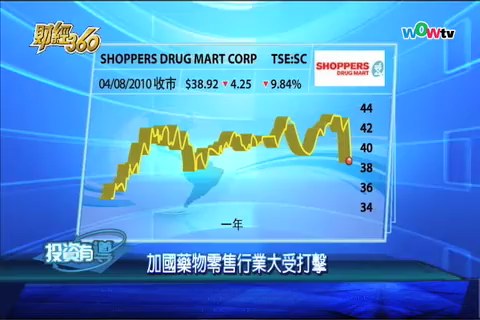 財經360
WOWtv
SHOPPERS DRUG MART CORP TSE:SC
SHOPPERS
DRUG MART
04/08/2010 收市 $38.92 ▼ 4.25 ▼ 9.84%
44
42
40
38
36
34
一年
投資有
加國藥物零售行業大受打擊